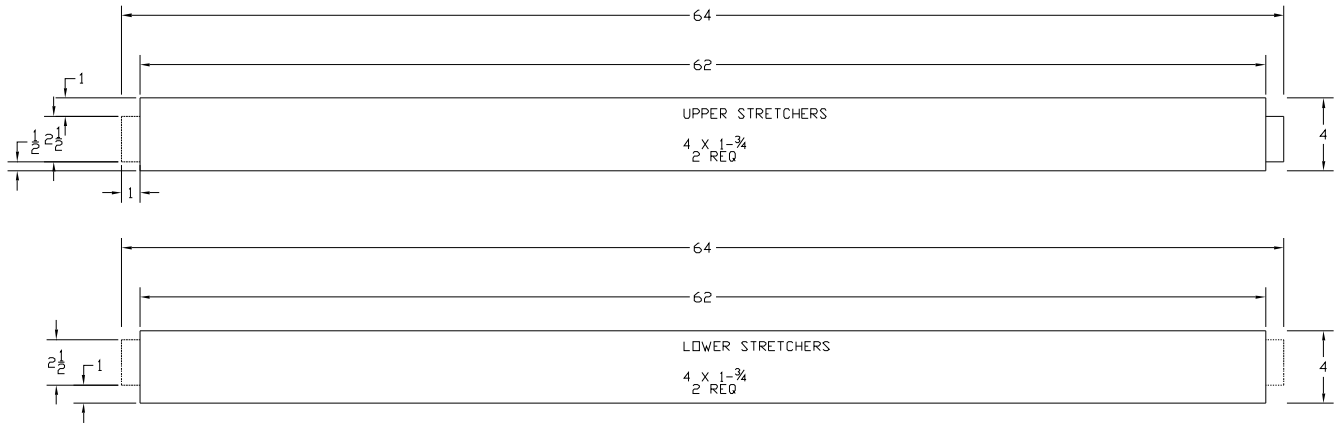 64
62
1
UPPER STRETCHERS
4 X 1-¾
2 REQ
½ 2½
4
1
64
62
LOWER STRETCHERS
2½ 1
4 X 1-¾
2 REQ
4